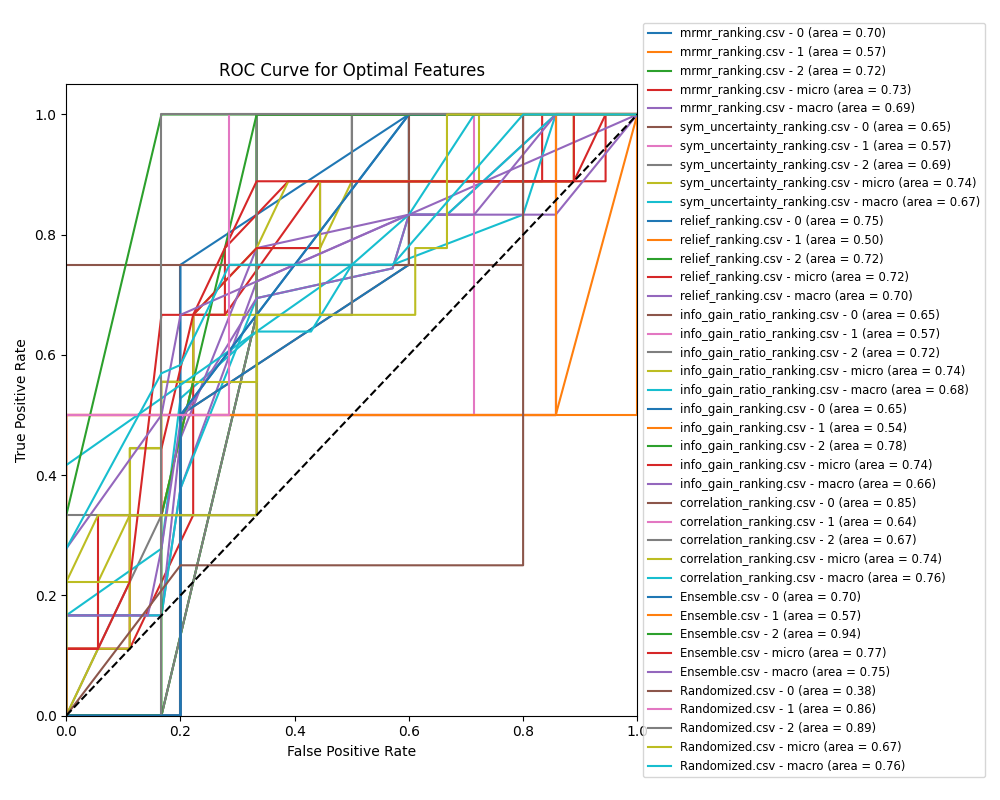 ROC Curve for Optimal Features
True Positive Rate
1.0
0.8
0.6
0.4
0.2
0.0
0.0 0.2 0.4 0.6 0.8 1.0
False Positive Rate
mrmr_ranking.csv - 0 (area = 0.70)
mrmr_ranking.csv - 1 (area = 0.57)
mrmr_ranking.csv - 2 (area = 0.72)
mrmr_ranking.csv - micro (area = 0.73)
mrmr_ranking.csv - macro (area = 0.69)
sym_uncertainty_ranking.csv - 0 (area = 0.65)
sym_uncertainty_ranking.csv - 1 (area = 0.57)
sym_uncertainty_ranking.csv - 2 (area = 0.69)
sym_uncertainty_ranking.csv - micro (area = 0.74)
sym_uncertainty_ranking.csv - macro (area = 0.67)
relief_ranking.csv - 0 (area = 0.75)
relief_ranking.csv - 1 (area = 0.50)
relief_ranking.csv - 2 (area = 0.72)
relief_ranking.csv - micro (area = 0.72)
relief_ranking.csv - macro (area = 0.70)
info_gain_ratio_ranking.csv - 0 (area = 0.65)
info_gain_ratio_ranking.csv - 1 (area = 0.57)
info_gain_ratio_ranking.csv - 2 (area = 0.72)
info_gain_ratio_ranking.csv - micro (area = 0.74)
info_gain_ratio_ranking.csv - macro (area = 0.68)
info_gain_ranking.csv - 0 (area = 0.65)
info_gain_ranking.csv - 1 (area = 0.54)
info_gain_ranking.csv - 2 (area = 0.78)
info_gain_ranking.csv - micro (area = 0.74)
info_gain_ranking.csv - macro (area = 0.66)
correlation_ranking.csv - 0 (area = 0.85)
correlation_ranking.csv - 1 (area = 0.64)
correlation_ranking.csv - 2 (area = 0.67)
correlation_ranking.csv - micro (area = 0.74)
correlation_ranking.csv - macro (area = 0.76)
Ensemble.csv - 0 (area = 0.70)
Ensemble.csv - 1 (area = 0.57)
Ensemble.csv - 2 (area = 0.94)
Ensemble.csv - micro (area = 0.77)
Ensemble.csv - macro (area = 0.75)
Randomized.csv - 0 (area = 0.38)
Randomized.csv - 1 (area = 0.86)
Randomized.csv - 2 (area = 0.89)
Randomized.csv - micro (area = 0.67)
Randomized.csv - macro (area = 0.76)